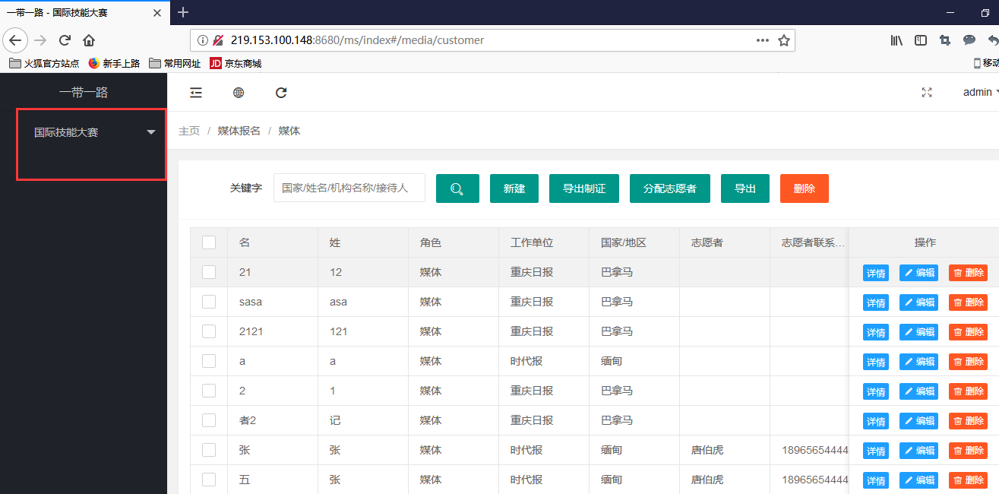 一带一路 - 国际技能大赛
219.153.100.148:8680/ms/index#/media/customer
火狐官方站点 新手上路 常用网址 JD 京东商城 移动
一带一路
admin
国际技能大赛
主页 / 媒体报名 / 媒体
关键字 国家/姓名/机构名称/接待人 新建 导出制证 分配志愿者 导出 删除
名 姓 角色 工作单位 国家/地区 志愿者 志愿者联系... 操作
21 12 媒体 重庆日报 巴拿马 详情 编辑 删除
sasa asa 媒体 重庆日报 巴拿马 详情 编辑 删除
2121 121 媒体 重庆日报 巴拿马 详情 编辑 删除
a a 媒体 时代报 缅甸 详情 编辑 删除
2 1 媒体 重庆日报 巴拿马 详情 编辑 删除
者2 记 媒体 重庆日报 巴拿马 详情 编辑 删除
张 张 媒体 时代报 缅甸 唐伯虎 18965654444 详情 编辑 删除
五 张 媒体 时代报 缅甸 唐伯虎 18965654444 详情 编辑 删除